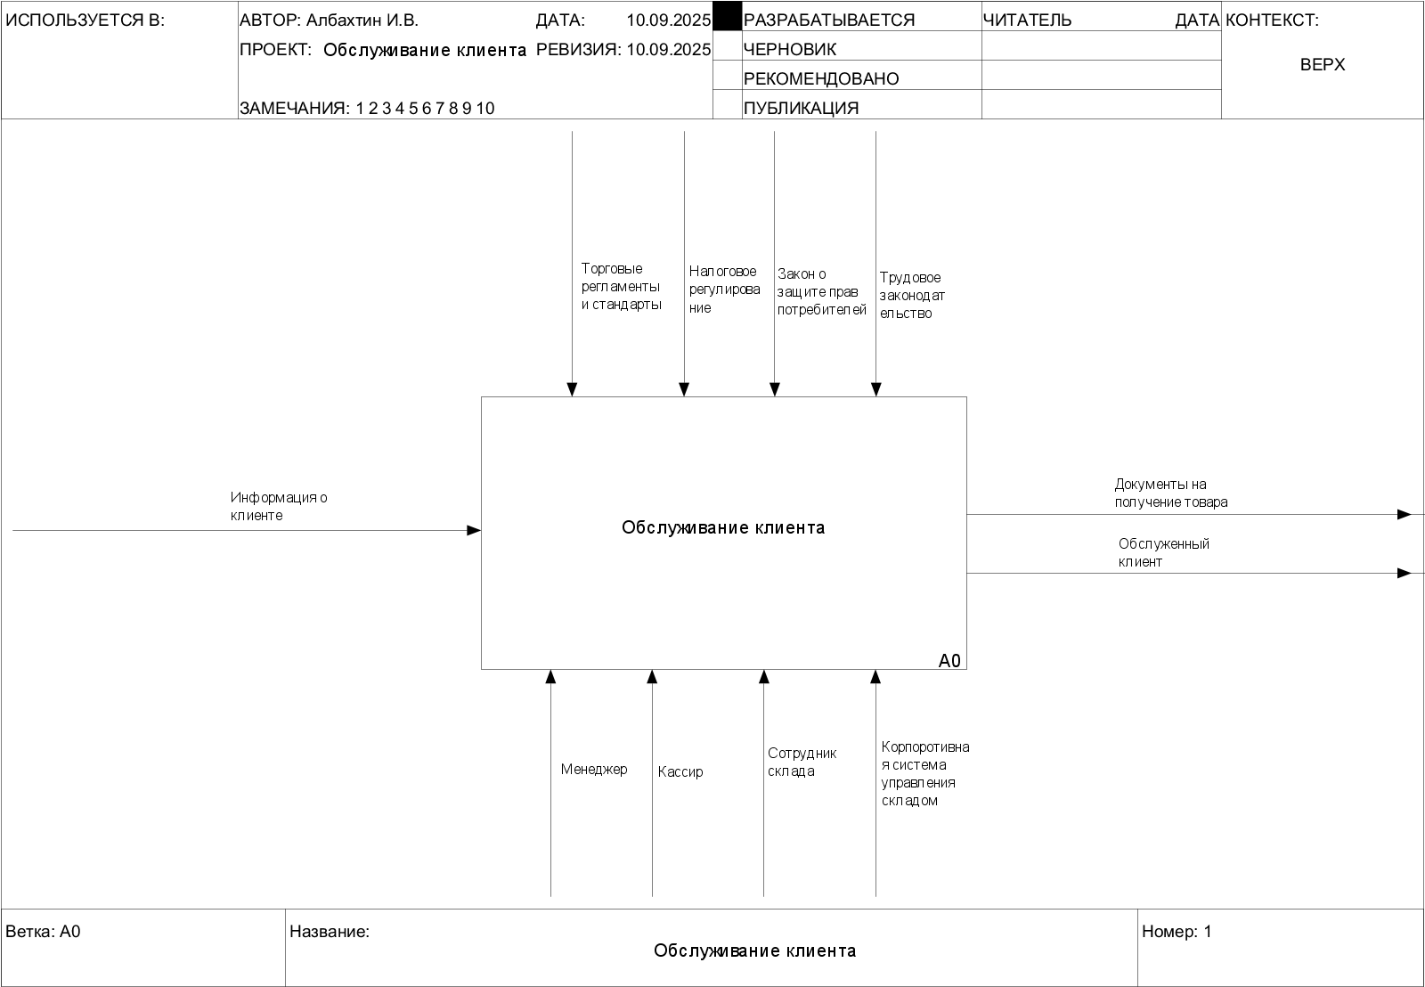 ИСПОЛЬЗУЕТСЯ В:
АВТОР: Албахтин И.В.
ДАТА: 10.09.2025
ПРОЕКТ: Обслуживание клиента
РЕВИЗИЯ: 10.09.2025
ЗАМЕЧАНИЯ: 1 2 3 4 5 6 7 8 9 10
РАЗРАБАТЫВАЕТСЯ
ЧЕРНОВИК
РЕКОМЕНДОВАНО
ПУБЛИКАЦИЯ
ЧИТАТЕЛЬ
ДАТА
КОНТЕКСТ:
ВЕРХ
Торговые
регламенты
и стандарты
Налоговое
регулирова
ние
Закон о
защите прав
потребителей
Трудовое
законодат
ельство
Информация о
клиенте
Обслуживание клиента
A0
Документы на
получение товара
Обслуженный
клиент
Менеджер
Кассир
Сотрудник
склада
Корпоротивна
я система
управления
складом
Ветка: A0
Название:
Обслуживание клиента
Номер: 1